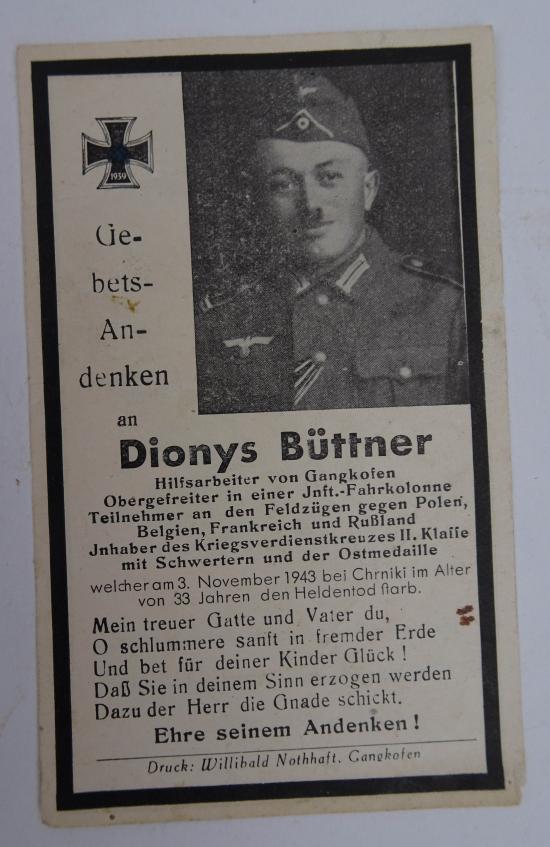 1939
Ge-
bets-
An-
denken
an
Dionys Büttner
Hilfsarbeiter von Gangkofen
Obergefreiter in einer Jnft.-Fahrkolonne
Teilnehmer an den Feldzügen gegen Polen,
Belgien, Frankreich und Rußland
Jnhaber des Kriegsverdienstkreuzes II. Klasse
mit Schwertern und der Ostmedaille
welcher am 3. November 1943 bei Chrniki im Alter
von 33 Jahren den Heldentod starb.
Mein treuer Gatte und Vater du,
O schlummere sanft in fremder Erde
Und bet für deiner Kinder Glück !
Daß Sie in deinem Sinn erzogen werden
Dazu der Herr die Gnade schickt.
Ehre seinem Andenken !
Druck: Willibald Nothhaft, Gangkofen